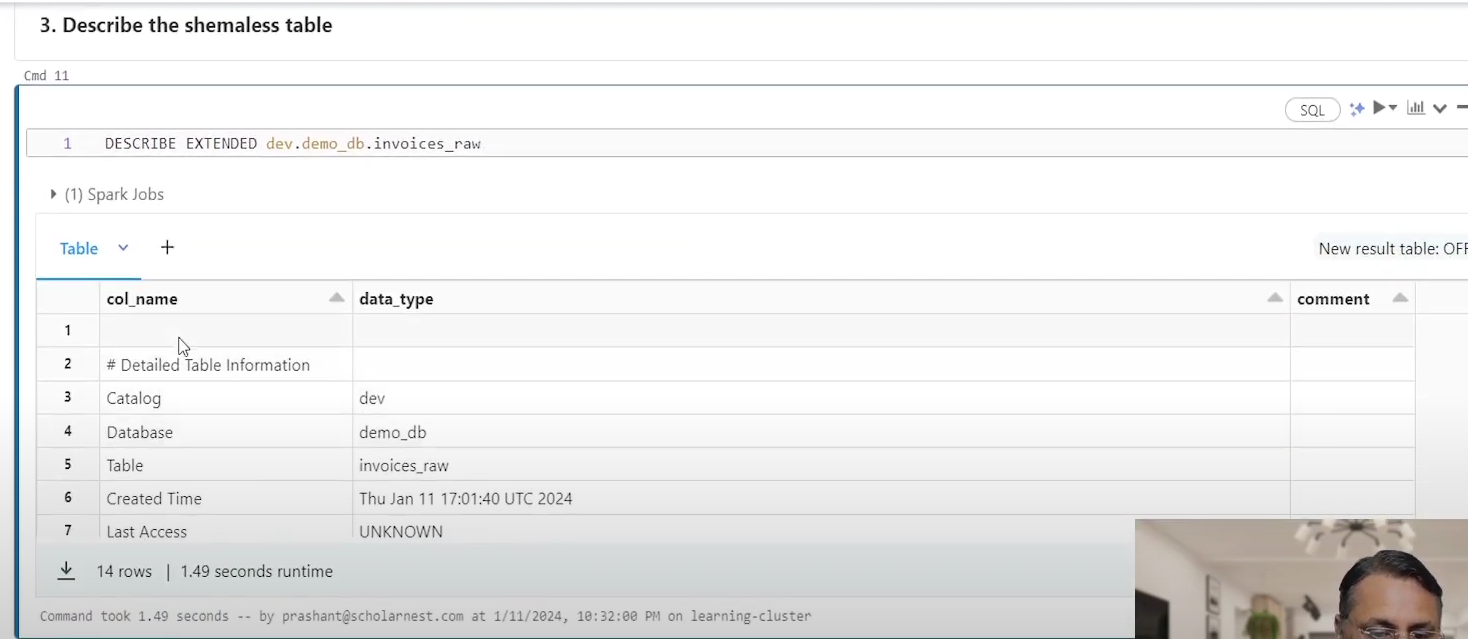 3. Describe the shemaless table
Cmd 11
SQL
1 DESCRIBE EXTENDED dev.demo_db.invoices_raw
(1) Spark Jobs
Table +
New result table: OFF
col_name data_type comment
1
2 # Detailed Table Information
3 Catalog dev
4 Database demo_db
5 Table invoices_raw
6 Created Time Thu Jan 11 17:01:40 UTC 2024
7 Last Access UNKNOWN
14 rows | 1.49 seconds runtime
Command took 1.49 seconds -- by prashant@scholarnest.com at 1/11/2024, 10:32:00 PM on learning-cluster